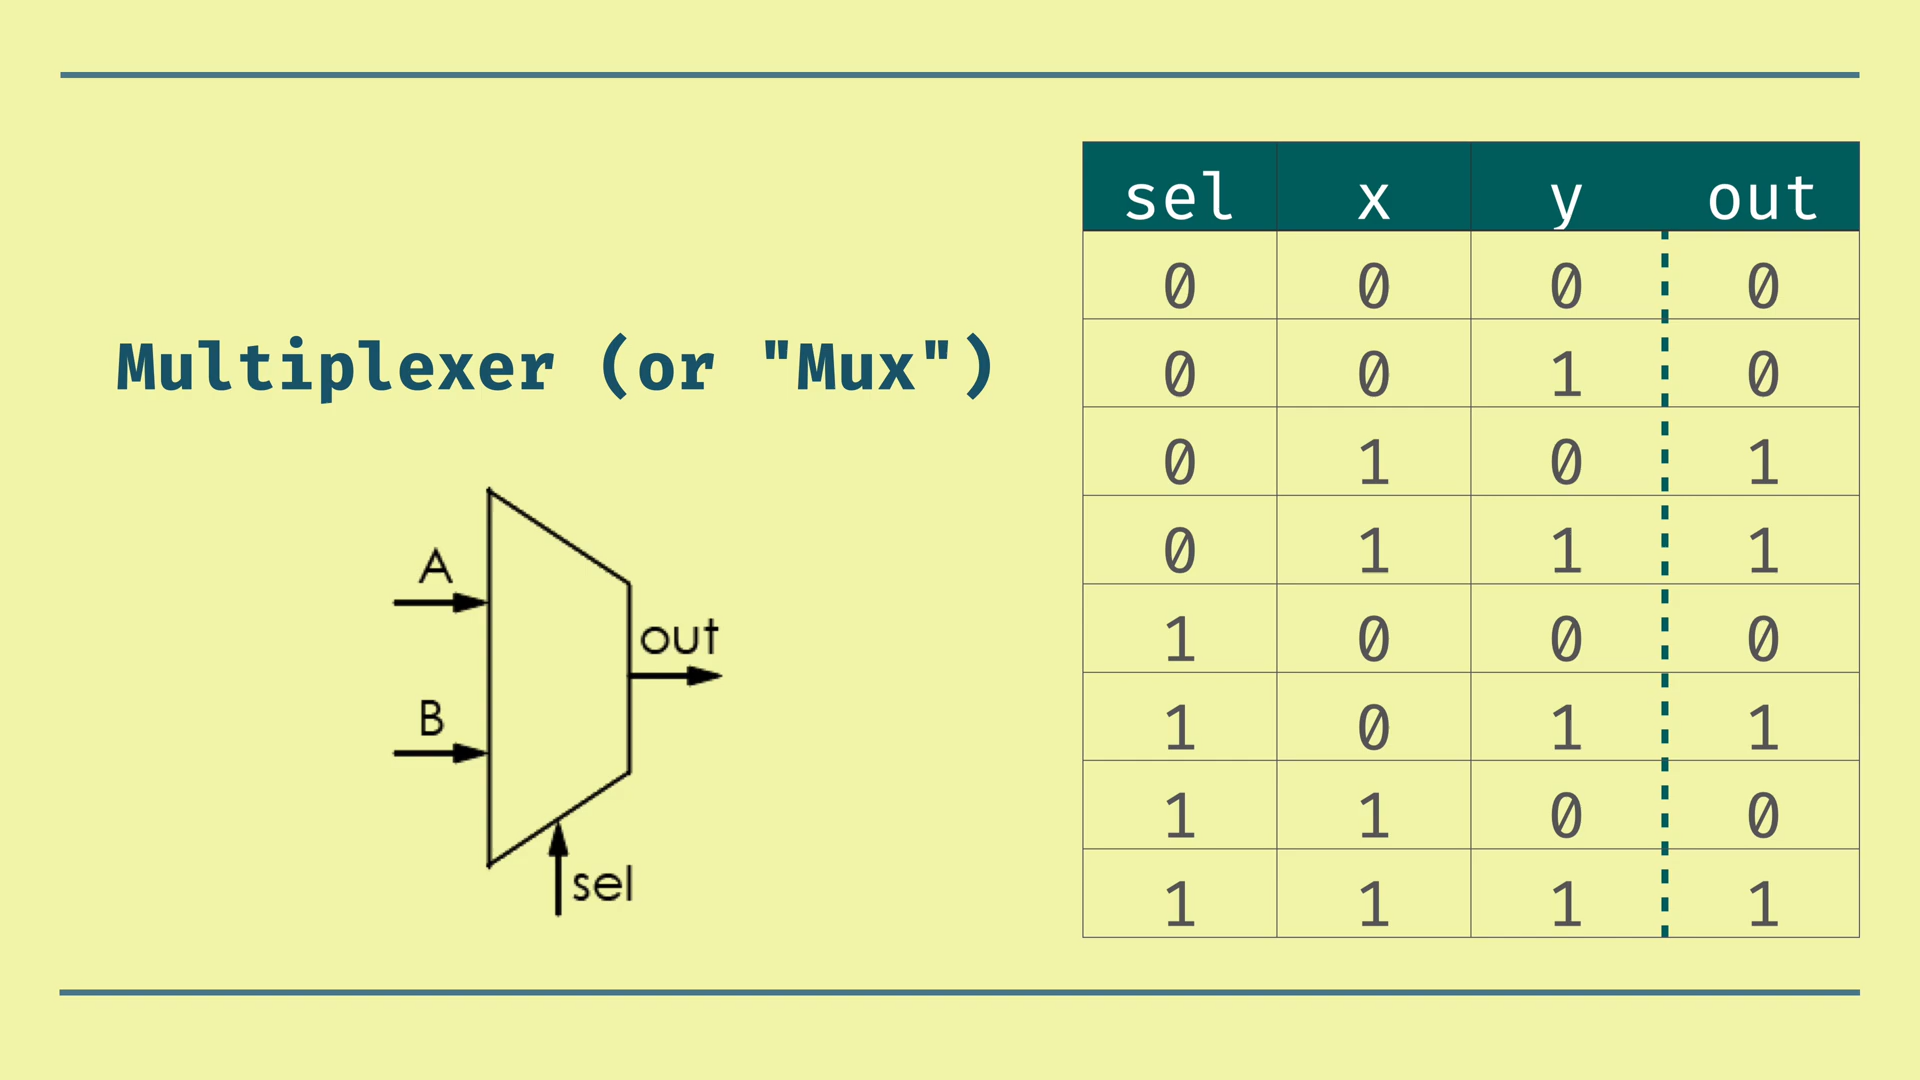 Multiplexer (or "Mux")
A
B
out
sel
sel x y out
0 0 0 0
0 0 1 0
0 1 0 1
0 1 1 1
1 0 0 0
1 0 1 1
1 1 0 0
1 1 1 1